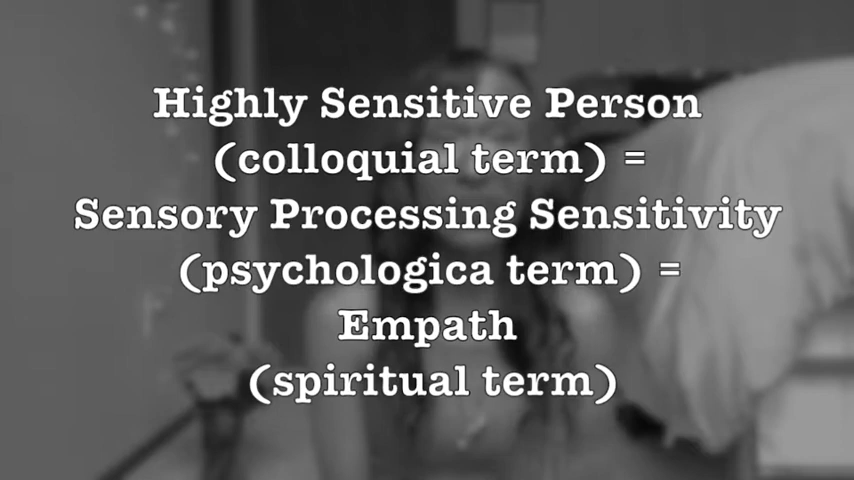 Highly Sensitive Person
(colloquial term) =
Sensory Processing Sensitivity
(psychologica term) =
Empath
(spiritual term)